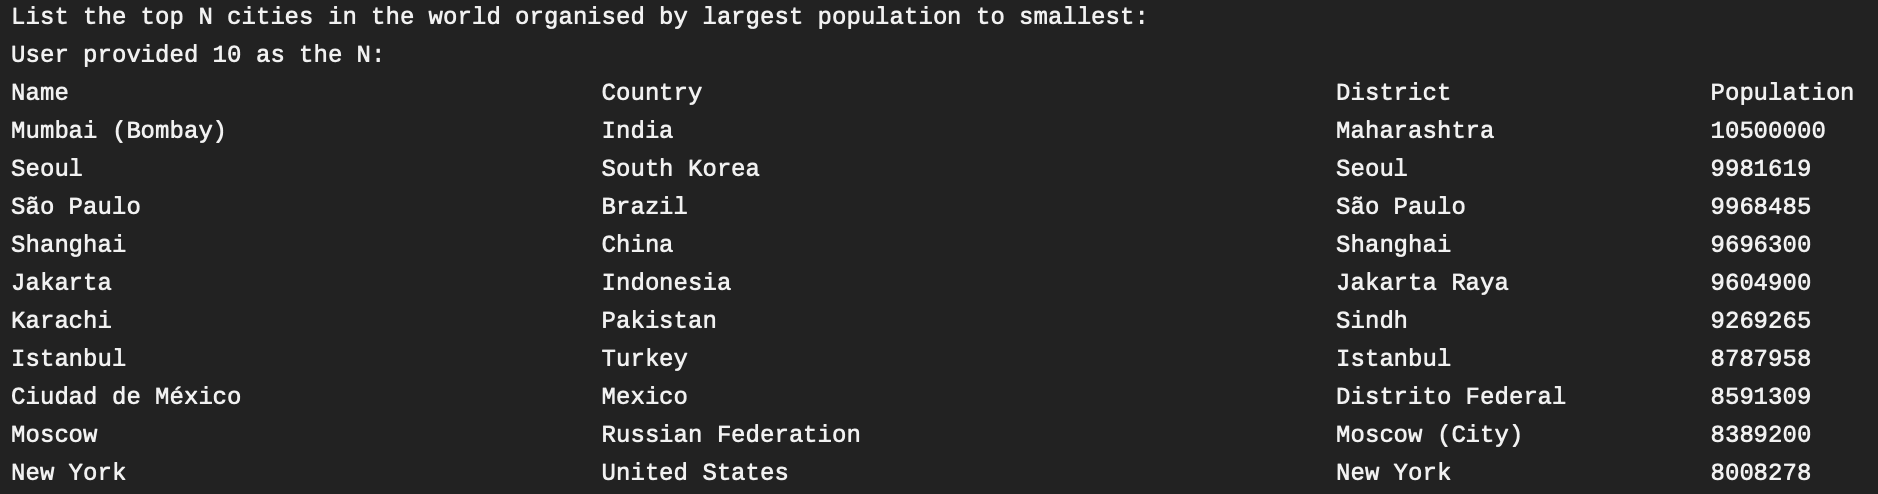 List the top N cities in the world organised by largest population to smallest:
User provided 10 as the N:
Name Country District Population
Mumbai (Bombay) India Maharashtra 10500000
Seoul South Korea Seoul 9981619
São Paulo Brazil São Paulo 9968485
Shanghai China Shanghai 9696300
Jakarta Indonesia Jakarta Raya 9604900
Karachi Pakistan Sindh 9269265
Istanbul Turkey Istanbul 8787958
Ciudad de México Mexico Distrito Federal 8591309
Moscow Russian Federation Moscow (City) 8389200
New York United States New York 8008278